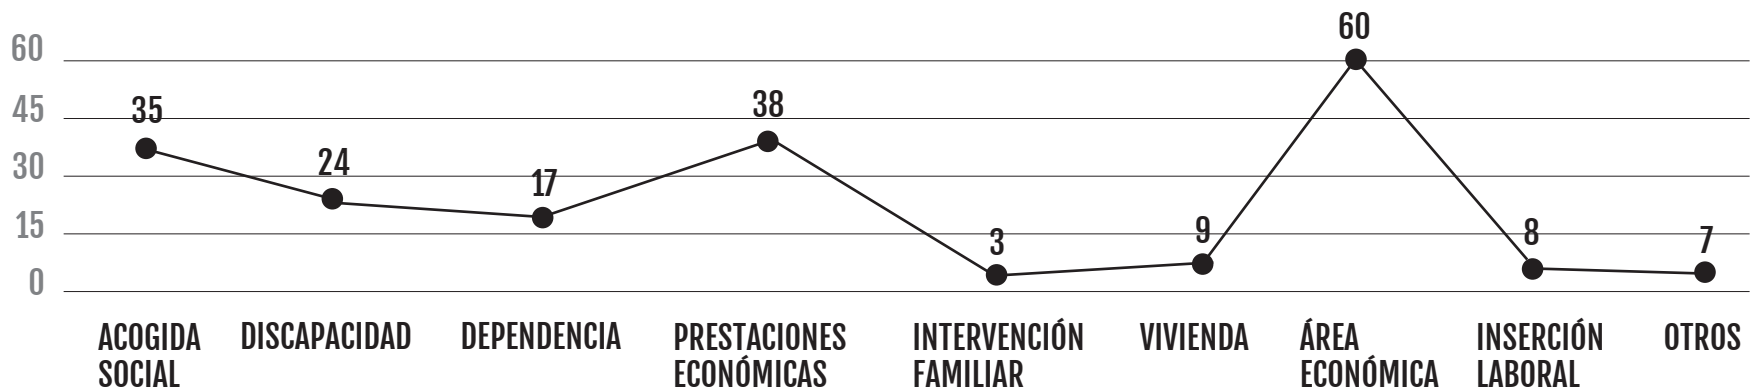 60
45
30
15
0
35
24
17
38
3
9
60
8
7
ACOGIDA
SOCIAL
DISCAPACIDAD
DEPENDENCIA
PRESTACIONES
ECONÓMICAS
INTERVENCIÓN
FAMILIAR
VIVIENDA
ÁREA
ECONÓMICA
INSERCIÓN
LABORAL
OTROS